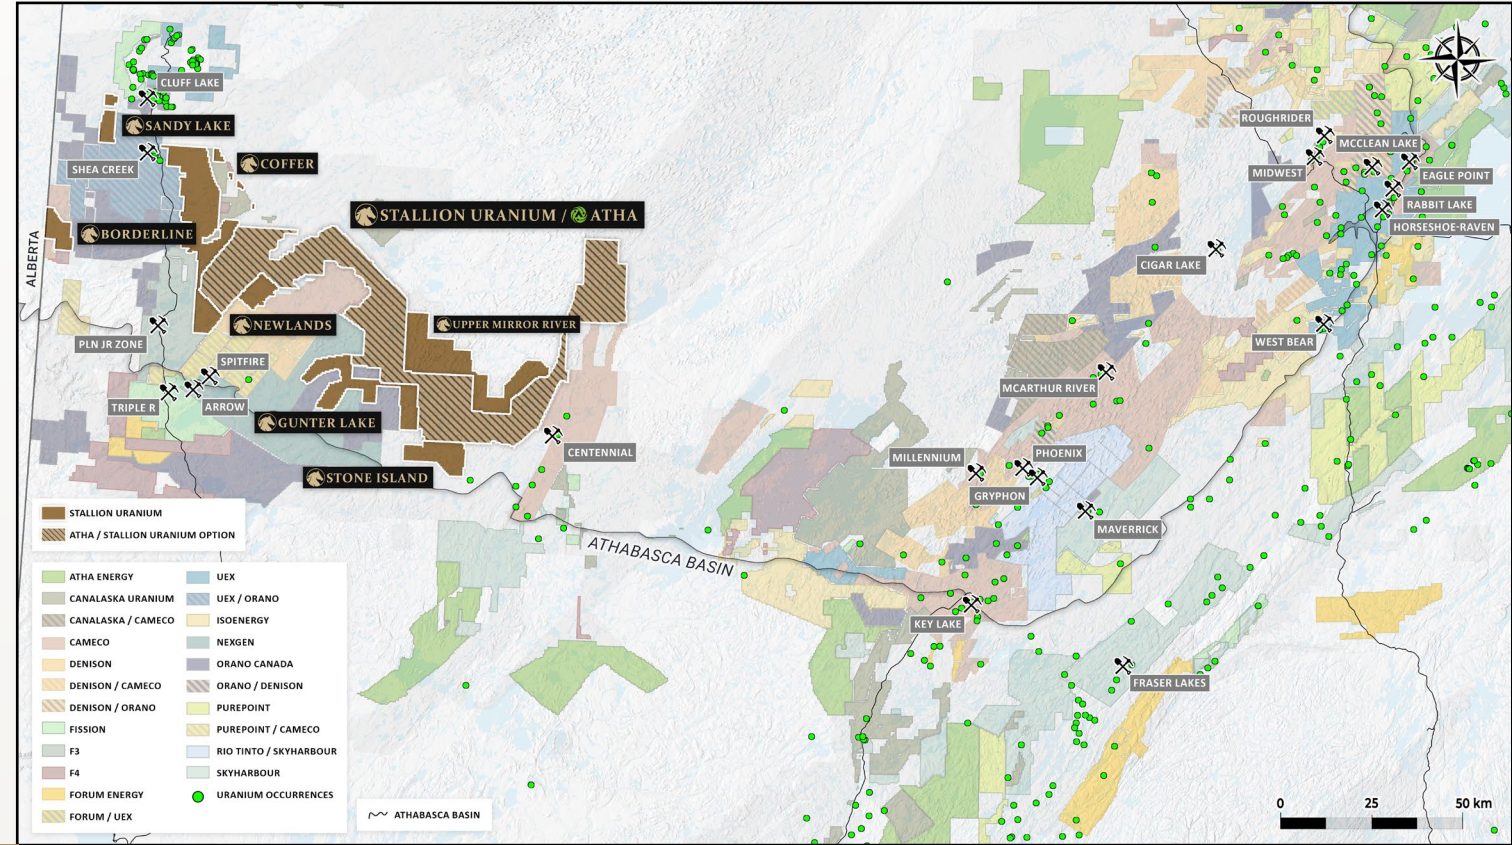 CLUFF LAKE
SANDY LAKE
SHEA CREEK
COFFER
BORDERLINE
ALBERTA
STALLION URANIUM / ATHA
NEWLANDS
UPPER MIRROR RIVER
PLN JR ZONE
SPITFIRE
TRIPLE R
ARROW
GUNTER LAKE
STONE ISLAND
CENTENNIAL
ATHABASCA BASIN
ROUGHRIDER
MCCLEAN LAKE
MIDWEST
EAGLE POINT
RABBIT LAKE
HORSESHOE-RAVEN
CIGAR LAKE
WEST BEAR
MCARTHUR RIVER
MILLENNIUM
PHOENIX
GRYPHON
MAVERRICK
KEY LAKE
FRASER LAKES
STALLION URANIUM
ATHA / STALLION URANIUM OPTION
ATHA ENERGY
CANALASKA URANIUM
CANALASKA / CAMECO
CAMECO
DENISON
DENISON / CAMECO
DENISON / ORANO
FISSION
F3
F4
FORUM ENERGY
FORUM / UEX
UEX
UEX / ORANO
ISOENERGY
NEXGEN
ORANO CANADA
ORANO / DENISON
PUREPOINT
PUREPOINT / CAMECO
RIO TINTO / SKYHARBOUR
SKYHARBOUR
URANIUM OCCURRENCES
ATHABASCA BASIN
0 25 50 km